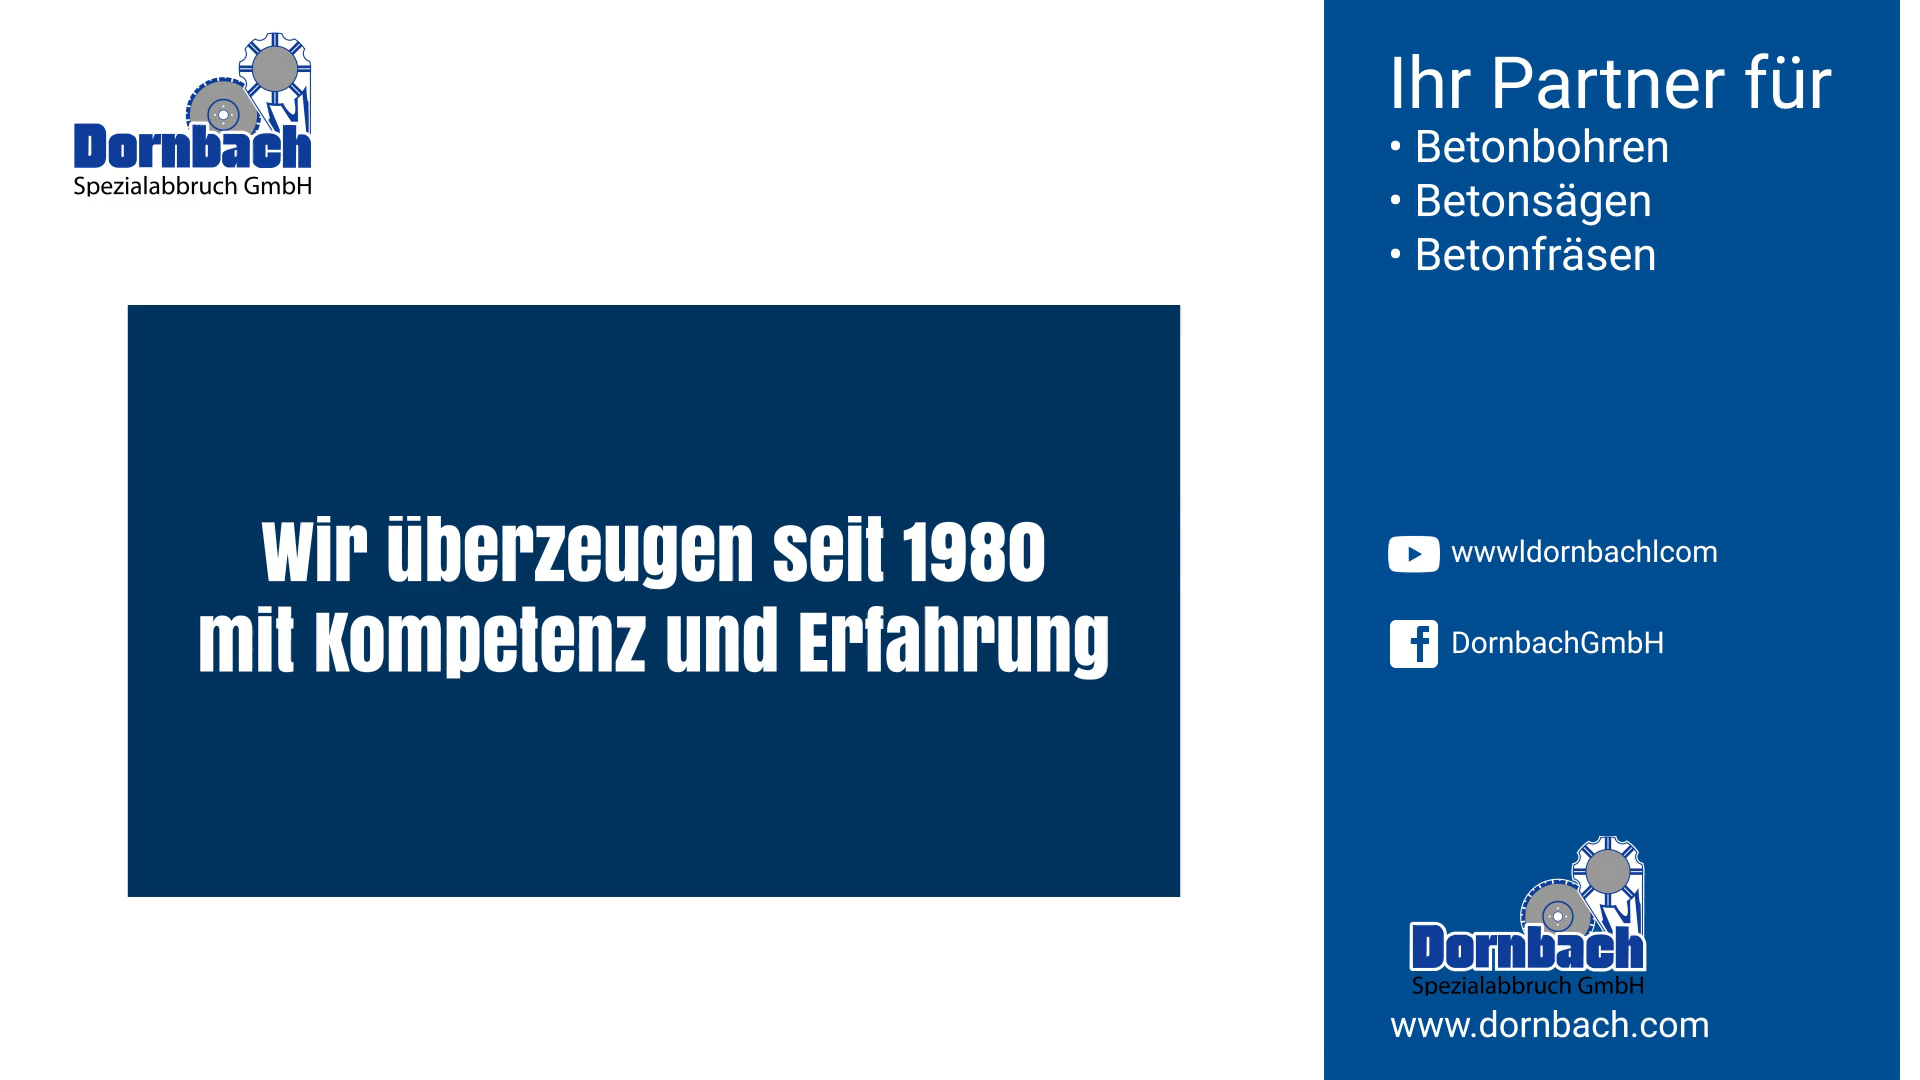 Dornbach
Spezialabbruch GmbH
Wir überzeugen seit 1980
mit Kompetenz und Erfahrung
Ihr Partner für
• Betonbohren
• Betonsägen
• Betonfräsen
wwwldornbachlcom
DornbachGmbH
Dornbach
Spezialabbruch GmbH
www.dornbach.com